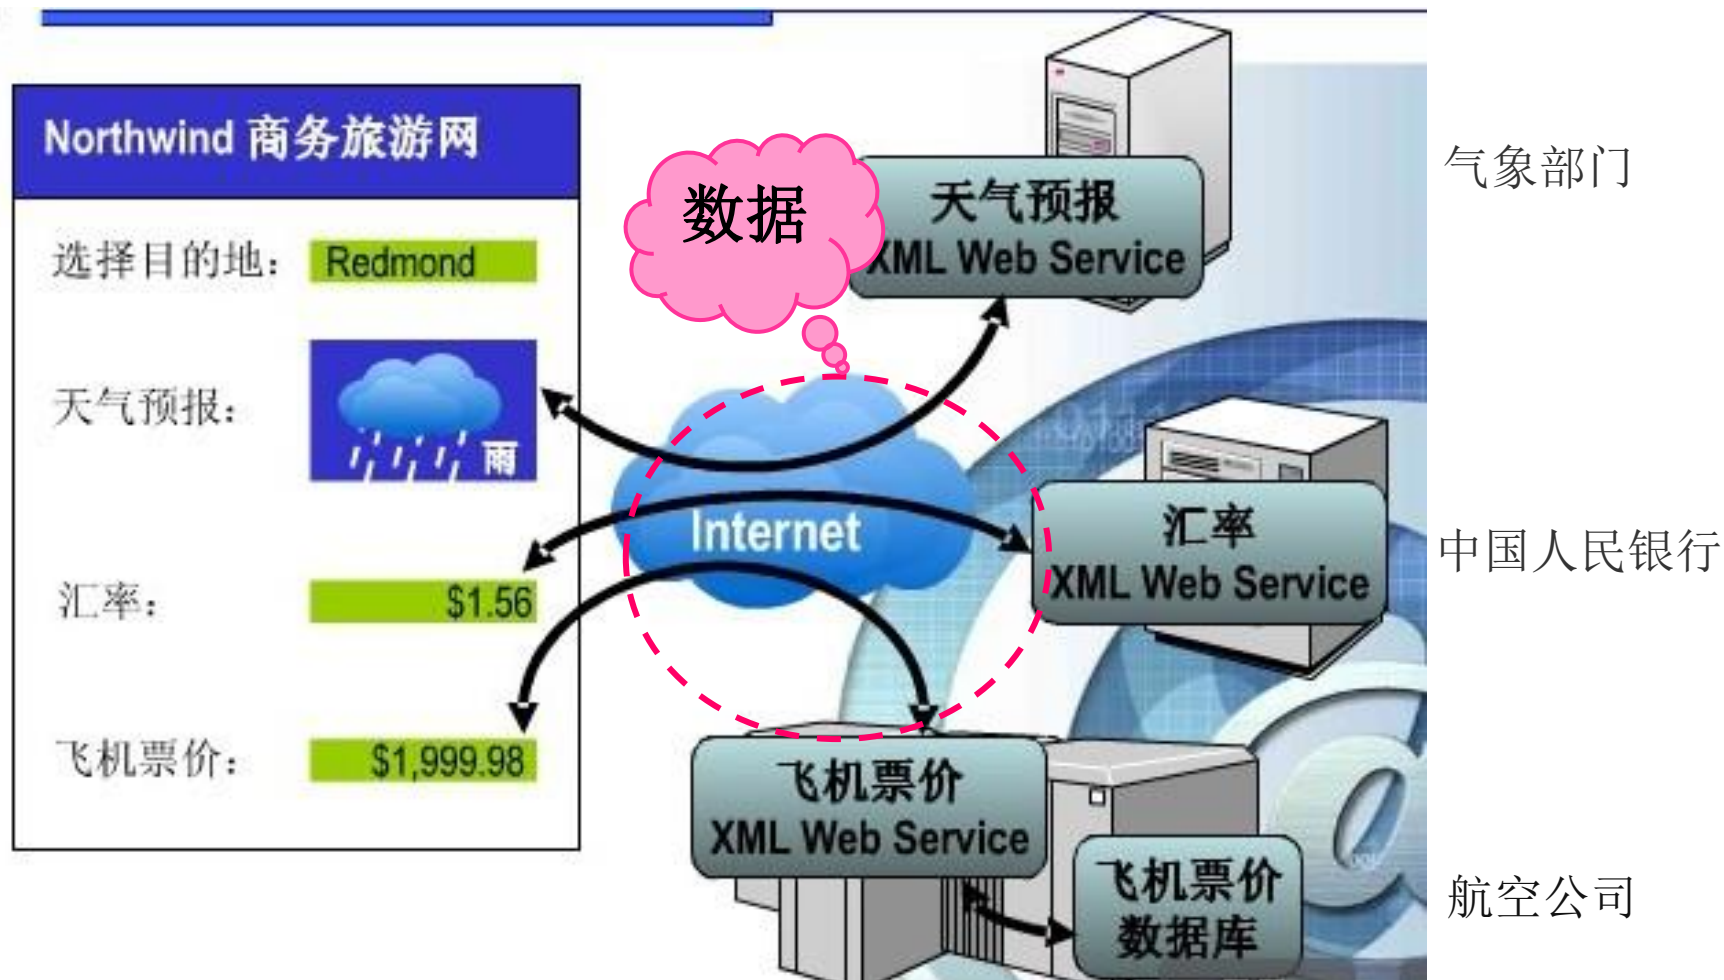 Northwind 商务旅游网
选择目的地：
Redmond
天气预报：
雨
汇率：
$1.56
飞机票价：
$1,999.98
数据
Internet
天气预报
XML Web Service
气象部门
汇率
XML Web Service
中国人民银行
飞机票价
XML Web Service
飞机票价
数据库
航空公司